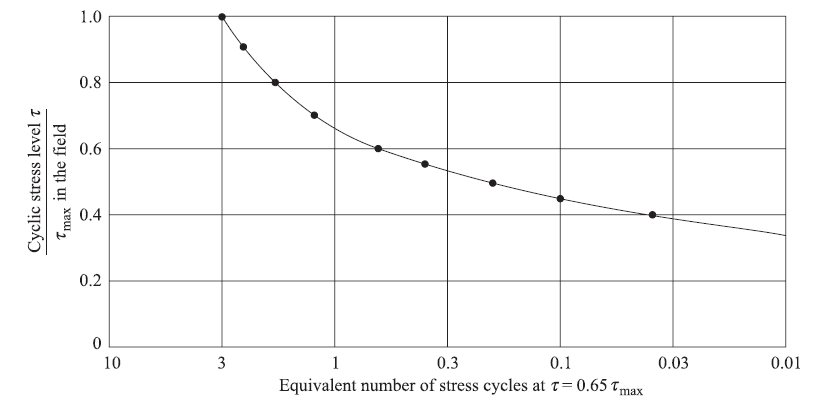 1.0
0.8
0.6
0.4
0.2
0
Cyclic stress level τ
τmax in the field
10 3 1 0.3 0.1 0.03 0.01
Equivalent number of stress cycles at τ = 0.65 τmax